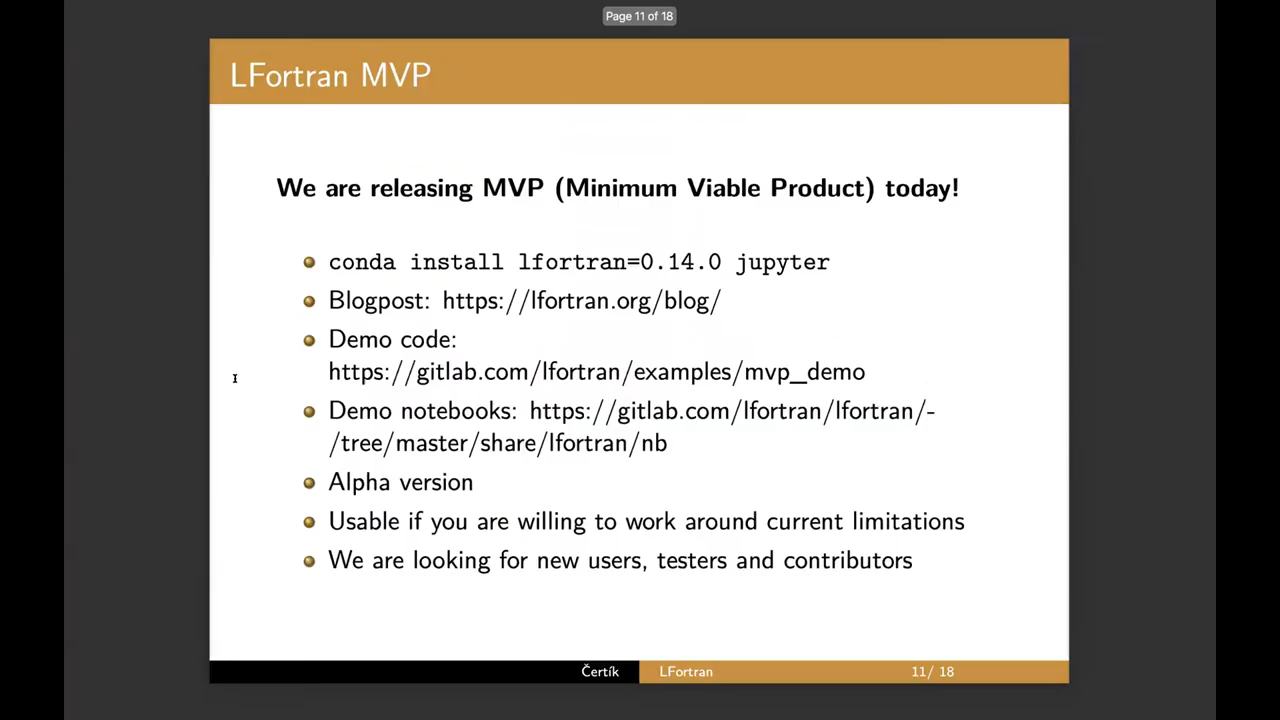 Page 11 of 18
LFortran MVP
We are releasing MVP (Minimum Viable Product) today!
conda install lfortran=0.14.0 jupyter
Blogpost: https://lfortran.org/blog/
Demo code:
https://gitlab.com/lfortran/examples/mvp_demo
Demo notebooks: https://gitlab.com/lfortran/lfortran/-
/tree/master/share/lfortran/nb
Alpha version
Usable if you are willing to work around current limitations
We are looking for new users, testers and contributors
Čertík LFortran 11/ 18